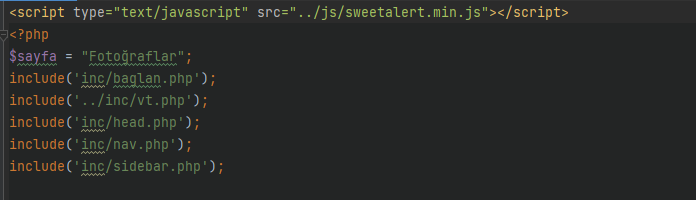 <script type="text/javascript" src="../js/sweetalert.min.js"></script>
<?php
$sayfa = "Fotoğraflar";
include('inc/baglan.php');
include('../inc/vt.php');
include('inc/head.php');
include('inc/nav.php');
include('inc/sidebar.php');